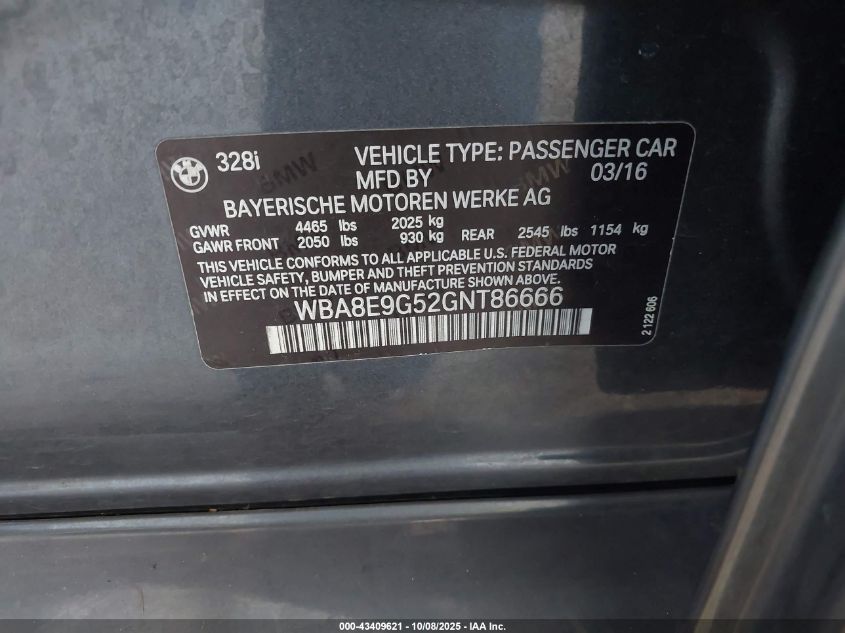 328i VEHICLE TYPE: PASSENGER CAR
MFD BY 03/16
BAYERISCHE MOTOREN WERKE AG
GVWR 4465 lbs 2025 kg
GAWR FRONT 2050 lbs 930 kg REAR 2545 lbs 1154 kg
THIS VEHICLE CONFORMS TO ALL APPLICABLE U.S. FEDERAL MOTOR
VEHICLE SAFETY, BUMPER AND THEFT PREVENTION STANDARDS
IN EFFECT ON THE DATE OF MANUFACTURE SHOWN ABOVE.
WBA8E9G52GNT86666
2 122 606
000-43409621 - 10/08/2025 - IAA Inc.